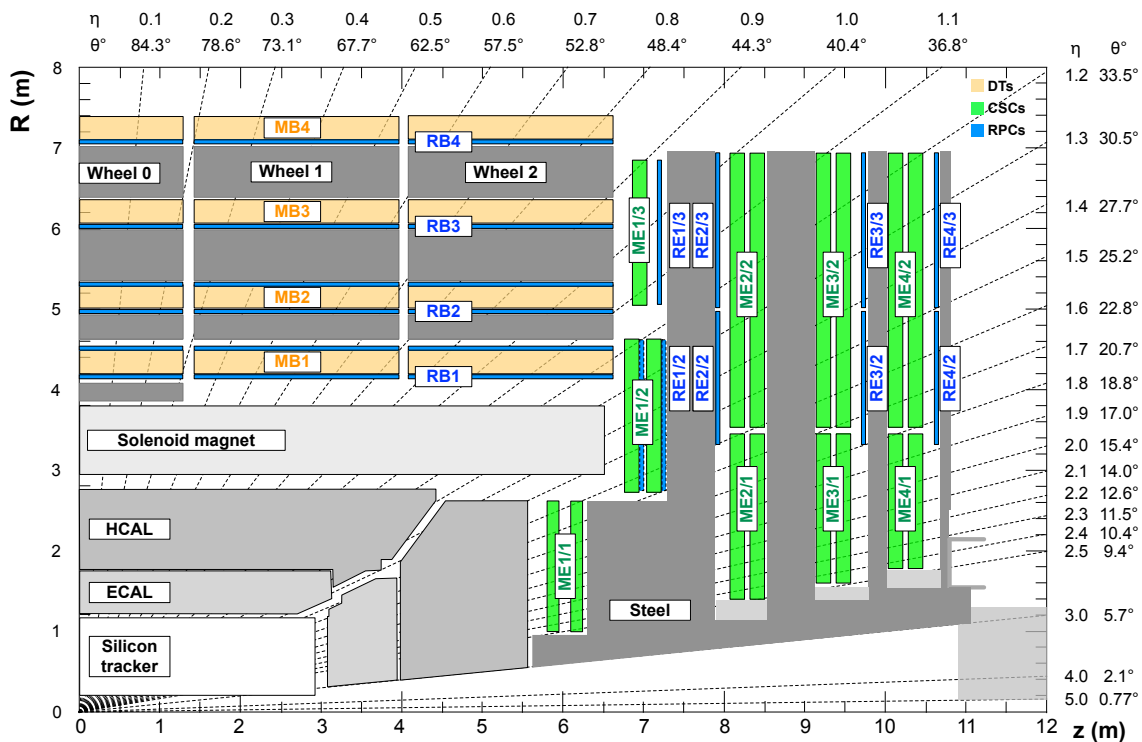 η 0.1 0.2 0.3 0.4 0.5 0.6 0.7 0.8 0.9 1.0 1.1
θ° 84.3° 78.6° 73.1° 67.7° 62.5° 57.5° 52.8° 48.4° 44.3° 40.4° 36.8° η θ°
R (m)
8
7
6
5
4
3
2
1
0
1.2 33.5°
1.3 30.5°
1.4 27.7°
1.5 25.2°
1.6 22.8°
1.7 20.7°
1.8 18.8°
1.9 17.0°
2.0 15.4°
2.1 14.0°
2.2 12.6°
2.3 11.5°
2.4 10.4°
2.5 9.4°
3.0 5.7°
4.0 2.1°
5.0 0.77°
DTs
CSCs
RPCs
MB4
RB4
Wheel 0 Wheel 1 Wheel 2
MB3
RB3
MB2
RB2
MB1
RB1
ME1/3
RE1/3
RE2/3
ME2/2
ME3/2
RE3/3
ME4/2
RE4/3
ME1/2
RE1/2
RE2/2
RE3/2
RE4/2
Solenoid magnet
HCAL
ECAL
Silicon
tracker
ME1/1
ME2/1
ME3/1
ME4/1
Steel
0 1 2 3 4 5 6 7 8 9 10 11 12
z (m)